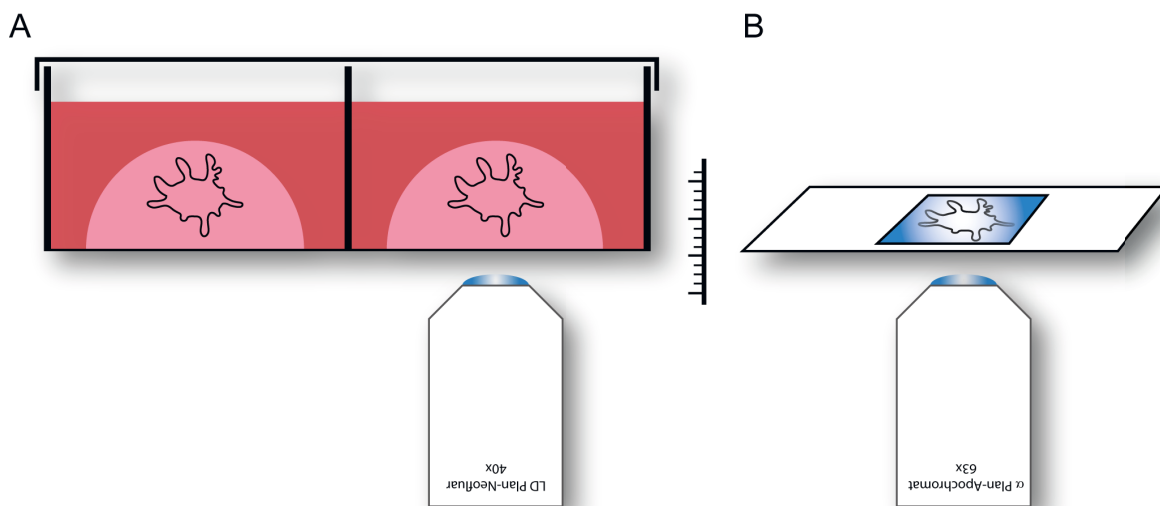 A
B
LD Plan-Neofluar
40x
α Plan-Apochromat
63x